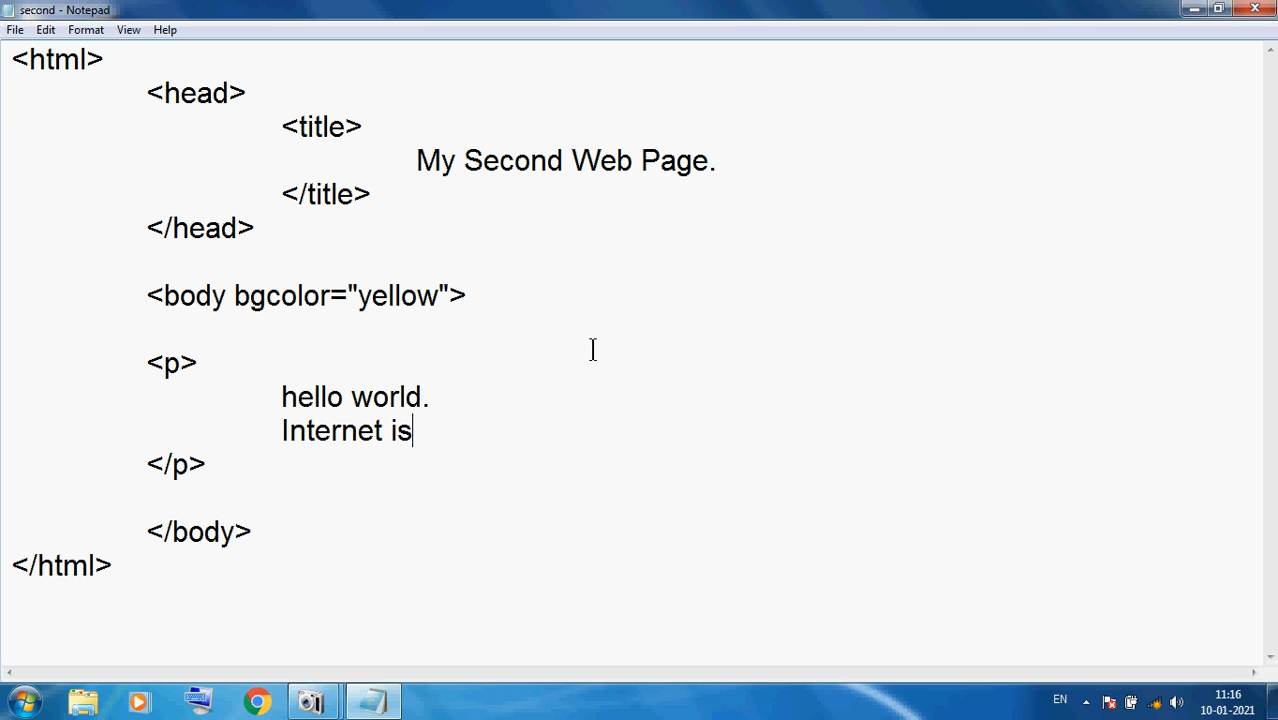 second - Notepad
File Edit Format View Help
<html>
<head>
<title>
My Second Web Page.
</title>
</head>
<body bgcolor="yellow">
<p>
hello world.
Internet is
</p>
</body>
</html>
EN
11:16
10-01-2021